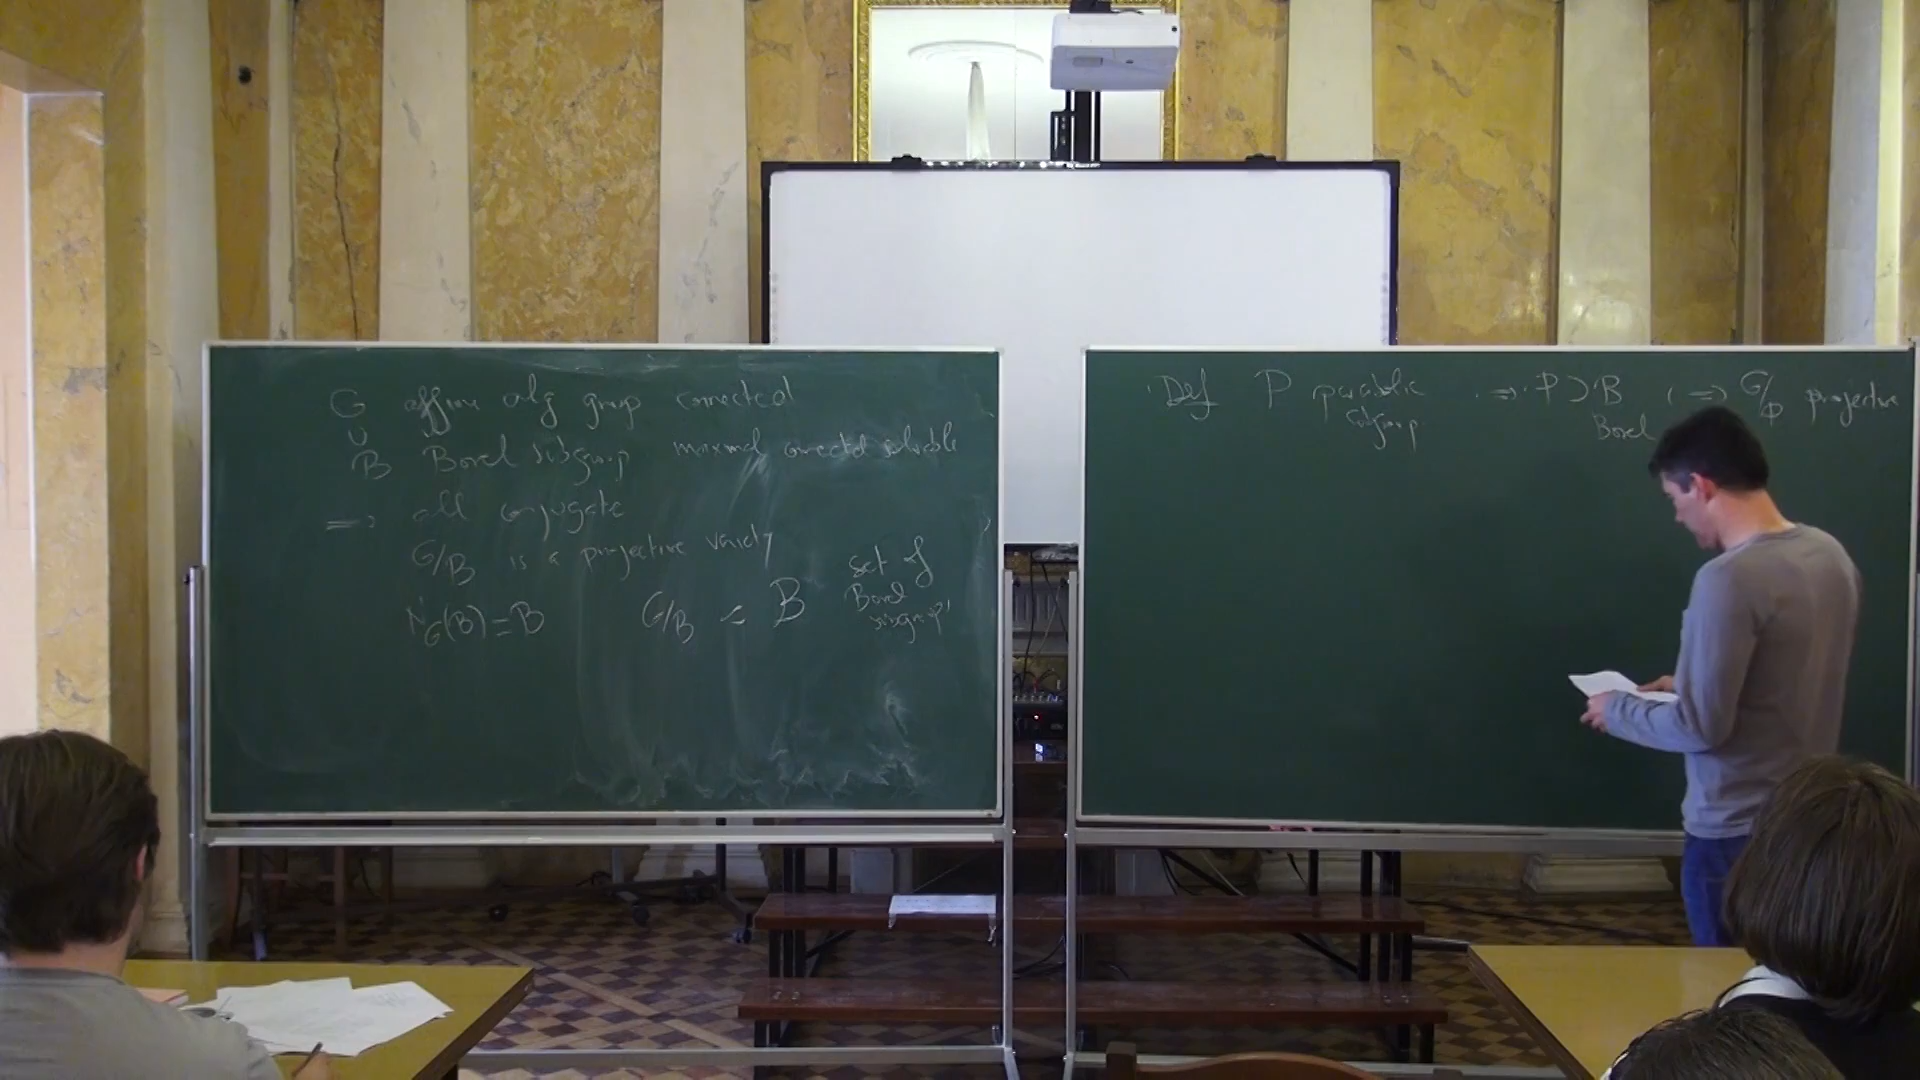 G affine alg group connected
∪
B Borel subgroup maximal connected solvable
⇒ all conjugate
G/B is a projective variety
N_G(B) = B G/B ≃ B set of
Borel
subgroups
Def P parabolic ⇔ P ⊃ B (⇔) G/P projective
subgroup Borel